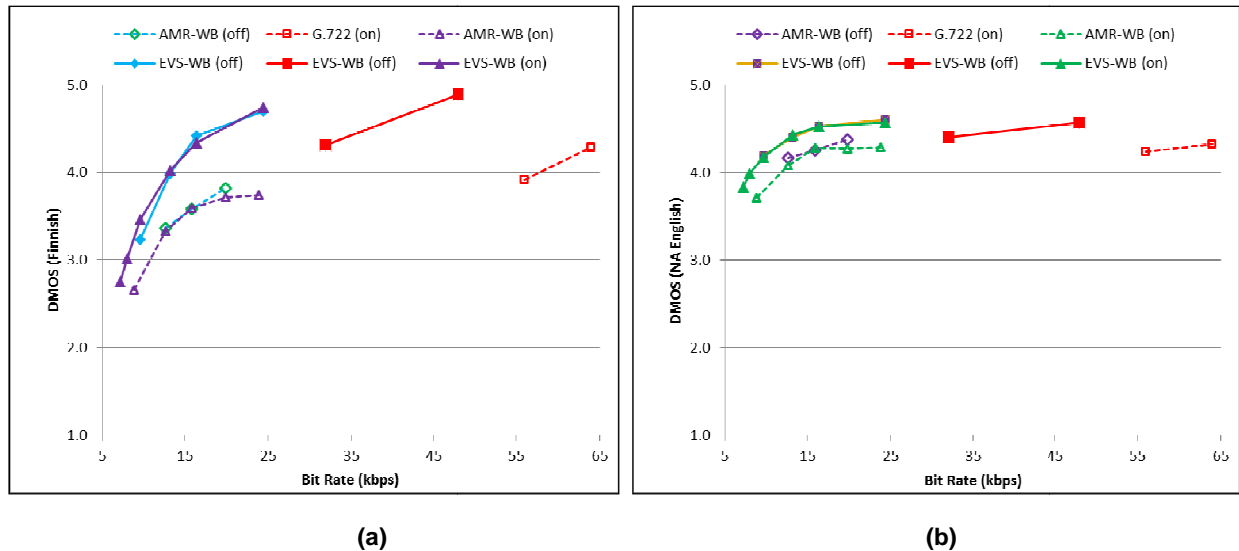 AMR-WB (off) G.722 (on) AMR-WB (on)
EVS-WB (off) EVS-WB (off) EVS-WB (on)
5.0
4.0
3.0
2.0
1.0
DMOS (Finnish)
5 15 25 35 45 55 65
Bit Rate (kbps)
(a)
AMR-WB (off) G.722 (on) AMR-WB (on)
EVS-WB (off) EVS-WB (off) EVS-WB (on)
5.0
4.0
3.0
2.0
1.0
DMOS (NA English)
5 15 25 35 45 55 65
Bit Rate (kbps)
(b)